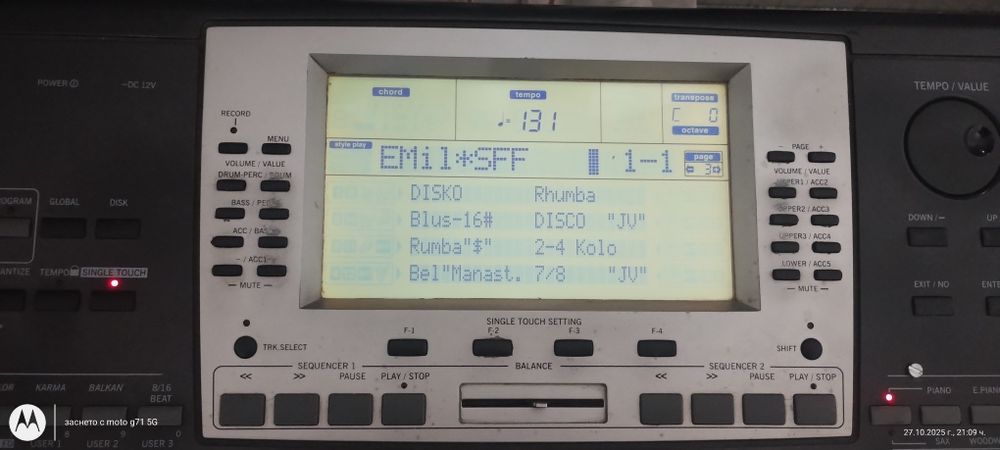 POWER
DC 12V
RECORD
MENU
VOLUME / VALUE
DRUM-PERC /
BASS /
ACC /
- / ACC1
MUTE
GLOBAL
DISK
TEMPO
SINGLE TOUCH
TRK.SELECT
chord
tempo
♩= 131
transpose
C 0
octave
style play
EMil*SFF 1-1
page
3
DISKO Rhumba
Blus-16# DISCO "JV"
Rumba"$" 2-4 Kolo
Bel"Manast. 7/8 "JV"
- PAGE +
VOLUME / VALUE
/ ACC2
UPPER2 / ACC3
UPPER3 / ACC4
LOWER / ACC5
MUTE
TEMPO / VALUE
DOWN / -
EXIT / NO
SHIFT
SINGLE TOUCH SETTING
F-1 F-2 F-3 F-4
SEQUENCER 1
<< >> PAUSE PLAY / STOP
BALANCE
SEQUENCER 2
<< >> PAUSE PLAY / STOP
KARMA BALKAN 8/16 BEAT
8 9 0
USER 1 USER 2 USER 3
PIANO
SAX
заснето с moto g71 5G
27.10.2025 г., 21:09 ч.